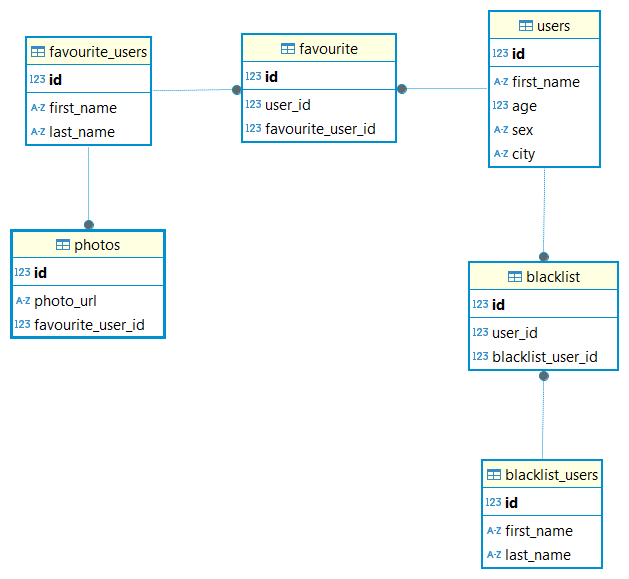 favourite_users
123 id
A-Z first_name
A-Z last_name
favourite
123 id
123 user_id
123 favourite_user_id
users
123 id
A-Z first_name
123 age
A-Z sex
A-Z city
photos
123 id
A-Z photo_url
123 favourite_user_id
blacklist
123 id
123 user_id
123 blacklist_user_id
blacklist_users
123 id
A-Z first_name
A-Z last_name